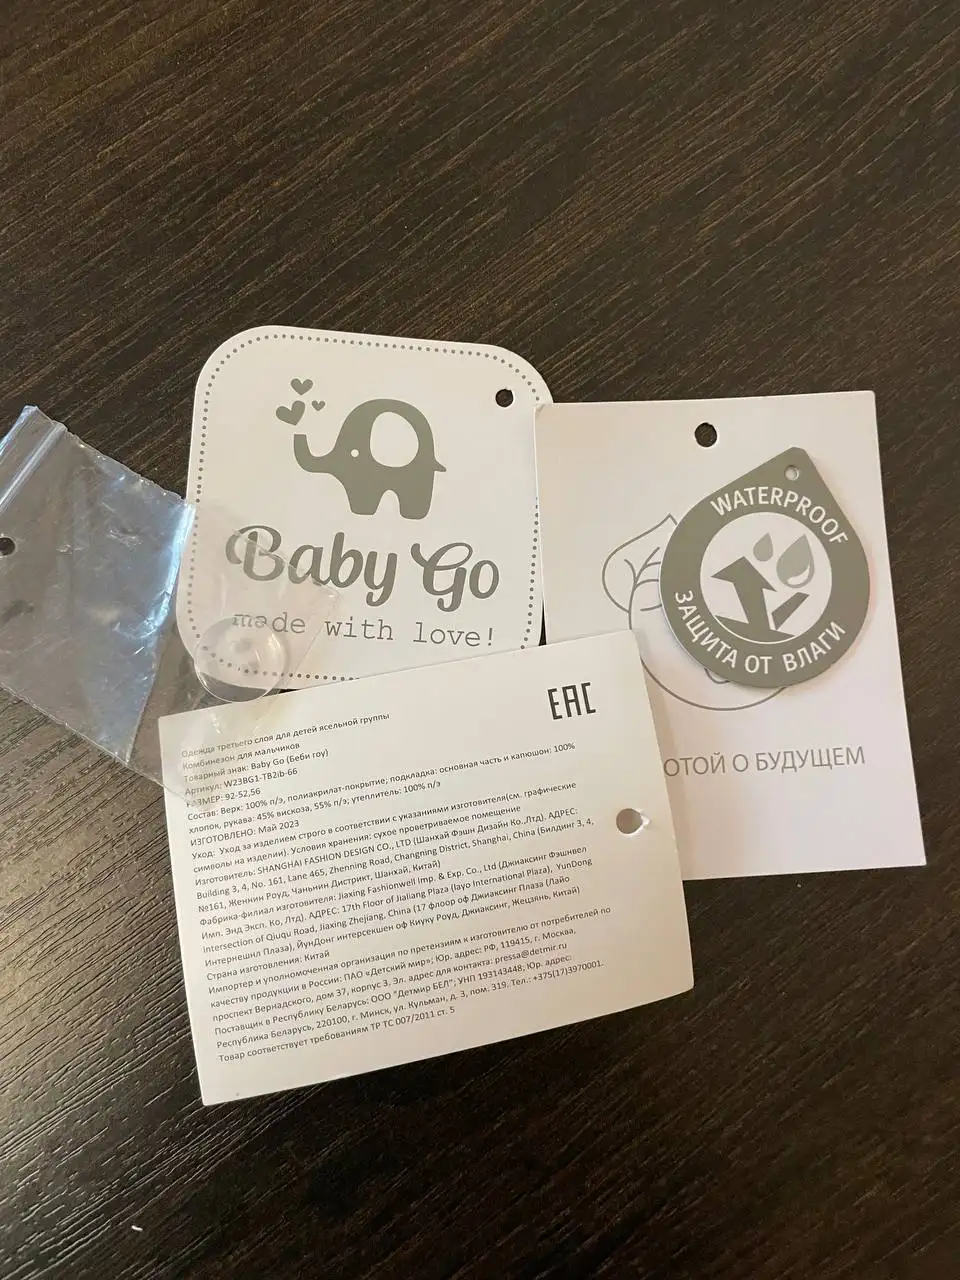 Baby Go
made with love!
WATERPROOF
ЗАЩИТА ОТ ВЛАГИ
ОТОЙ О БУДУЩЕМ
EAC
Одежда третьего слоя для детей ясельной группы
Комбинезон для мальчиков
Товарный знак: Baby Go (Беби гоу)
Артикул: W23BG1-TB2ib-66
РАЗМЕР: 92-52,56
Состав: Верх: 100% п/э, полиакрилат-покрытие; подкладка: основная часть и капюшон: 100%
хлопок, рукава: 45% вискоза, 55% п/э; утеплитель: 100% п/э
ИЗГОТОВЛЕНО: Май 2023
Уход: Уход за изделием строго в соответствии с указаниями изготовителя(см. графические
символы на изделии). Условия хранения: сухое проветриваемое помещение
Изготовитель: SHANGHAI FASHION DESIGN CO., LTD (Шанхай Фэшн Дизайн Ко.,Лтд). АДРЕС:
Building 3, 4, No. 161, Lane 465, Zhenning Road, Changning District, Shanghai, China (Билдинг 3, 4,
№161, Женнин Роуд, Чаньнин Дистрикт, Шанхай, Китай)
Фабрика-филиал изготовителя: Jiaxing Fashionwell Imp. & Exp. Co., Ltd (Джиаксинг Фэшнвел
Имп. Энд Эксп. Ко, Лтд). АДРЕС: 17th Floor of Jialiang Plaza (layo International Plaza), YunDong
Intersection of Qiuqu Road, Jiaxing Zhejiang, China (17 флоор оф Джиаксинг Плаза (Лайо
Интернешнл Плаза), ЙунДонг интерсекшен оф Киуку Роуд, Джиаксинг, Жецзянь, Китай)
Страна изготовления: Китай
Импортер и уполномоченная организация по претензиям к изготовителю от потребителей по
качеству продукции в России: ПАО «Детский мир»; Юр. адрес: РФ, 119415, г. Москва,
проспект Вернадского, дом 37, корпус 3, Эл. адрес для контакта: pressa@detmir.ru
Поставщик в Республику Беларусь: ООО "Детмир БЕЛ"; УНП 193143448; Юр. адрес:
Республика Беларусь, 220100, г. Минск, ул. Кульман, д. 3, пом. 319. Тел.: +375(17)3970001.
Товар соответствует требованиям ТР ТС 007/2011 ст. 5